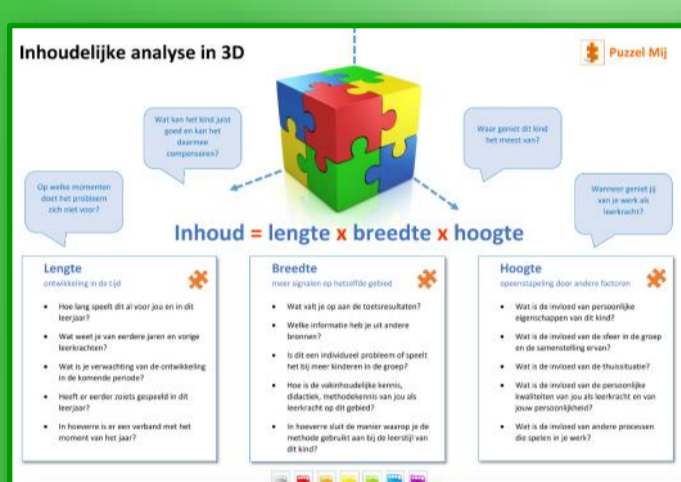 Inhoudelijke analyse in 3D
Puzzel Mij
Wat kan het kind juist
goed en kan het
daarmee
compenseren?
Waar geniet dit kind
het meest van?
Op welke momenten
doet het probleem
zich niet voor?
Wanneer geniet jij
van je werk als
leerkracht?
Inhoud = lengte x breedte x hoogte
Lengte
ontwikkeling in de tijd
• Hoe lang speelt dit al voor jou en in dit
leerjaar?
• Wat weet je van eerdere jaren en vorige
leerkrachten?
• Wat is je verwachting van de ontwikkeling
in de komende periode?
• Heeft er eerder zoiets gespeeld in dit
leerjaar?
• In hoeverre is er een verband met het
moment van het jaar?
Breedte
meer signalen op hetzelfde gebied
• Wat valt je op aan de toetsresultaten?
• Welke informatie heb je uit andere
bronnen?
• Is dit een individueel probleem of speelt
het bij meer kinderen in de groep?
• Hoe is de vakinhoudelijke kennis,
didactiek, methodekennis van jou als
leerkracht op dit gebied?
• In hoeverre sluit de manier waarop je de
methode gebruikt aan bij de leerstijl van
dit kind?
Hoogte
opeenstapeling door andere factoren
• Wat is de invloed van persoonlijke
eigenschappen van dit kind?
• Wat is de invloed van de sfeer in de groep
en de samenstelling ervan?
• Wat is de invloed van de thuissituatie?
• Wat is de invloed van de persoonlijke
kwaliteiten van jou als leerkracht en van
jouw persoonlijkheid?
• Wat is de invloed van andere processen
die spelen in je werk?